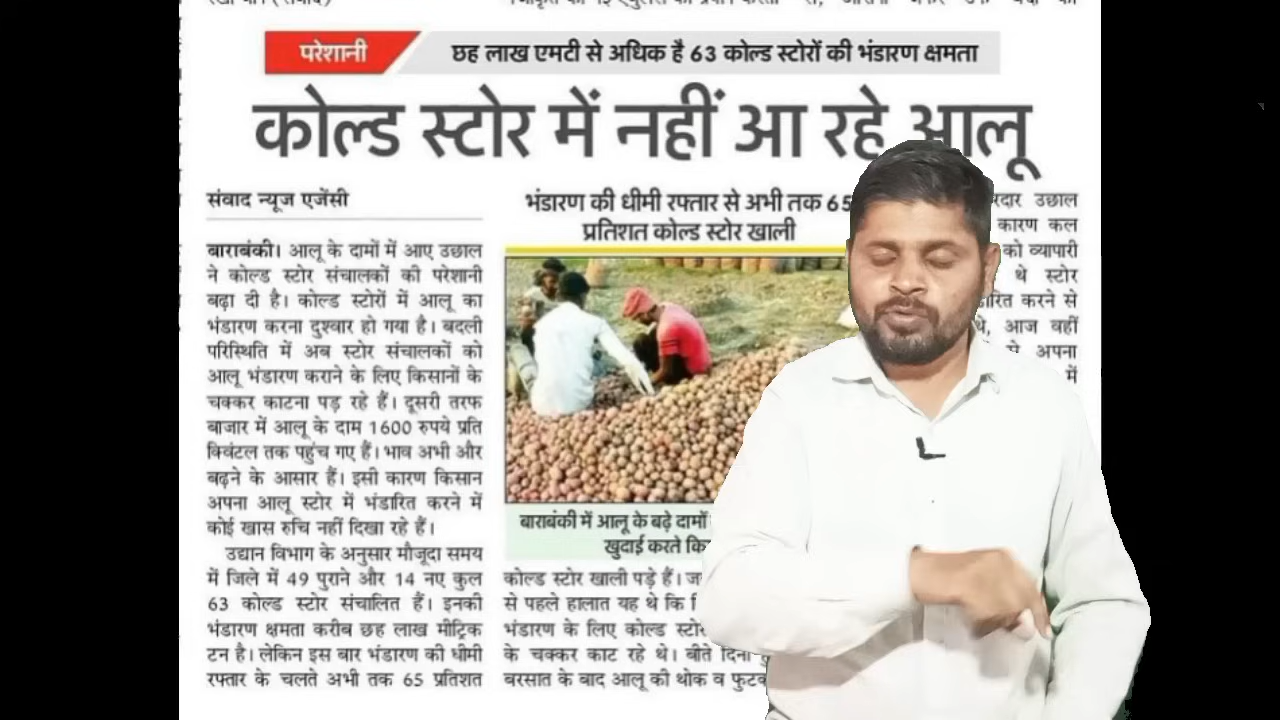 परेशानी
छह लाख एमटी से अधिक है 63 कोल्ड स्टोरों की भंडारण क्षमता
कोल्ड स्टोर में नहीं आ रहे आलू
संवाद न्यूज एजेंसी
बाराबंकी। आलू के दामों में आए उछाल
ने कोल्ड स्टोर संचालकों की परेशानी
बढ़ा दी है। कोल्ड स्टोरों में आलू का
भंडारण करना दुश्वार हो गया है। बदली
परिस्थिति में अब स्टोर संचालकों को
आलू भंडारण कराने के लिए किसानों के
चक्कर काटना पड़ रहे हैं। दूसरी तरफ
बाजार में आलू के दाम 1600 रुपये प्रति
क्विंटल तक पहुंच गए हैं। भाव अभी और
बढ़ने के आसार हैं। इसी कारण किसान
अपना आलू स्टोर में भंडारित करने में
कोई खास रुचि नहीं दिखा रहे हैं।
उद्यान विभाग के अनुसार मौजूदा समय
में जिले में 49 पुराने और 14 नए कुल
63 कोल्ड स्टोर संचालित हैं। इनकी
भंडारण क्षमता करीब छह लाख मीट्रिक
टन है। लेकिन इस बार भंडारण की धीमी
रफ्तार के चलते अभी तक 65 प्रतिशत
भंडारण की धीमी रफ्तार से अभी तक 65
प्रतिशत कोल्ड स्टोर खाली
बाराबंकी में आलू के बढ़े दामों
खुदाई करते
कोल्ड स्टोर खाली पड़े हैं।
से पहले हालात यह थे कि
भंडारण के लिए कोल्ड स्टोर
के चक्कर काट रहे थे। बीते दिनों
बरसात के बाद आलू की थोक व
उछाल
कारण कल
को व्यापारी
थे स्टोर
करने से
थे, आज वहीं
से अपना
में